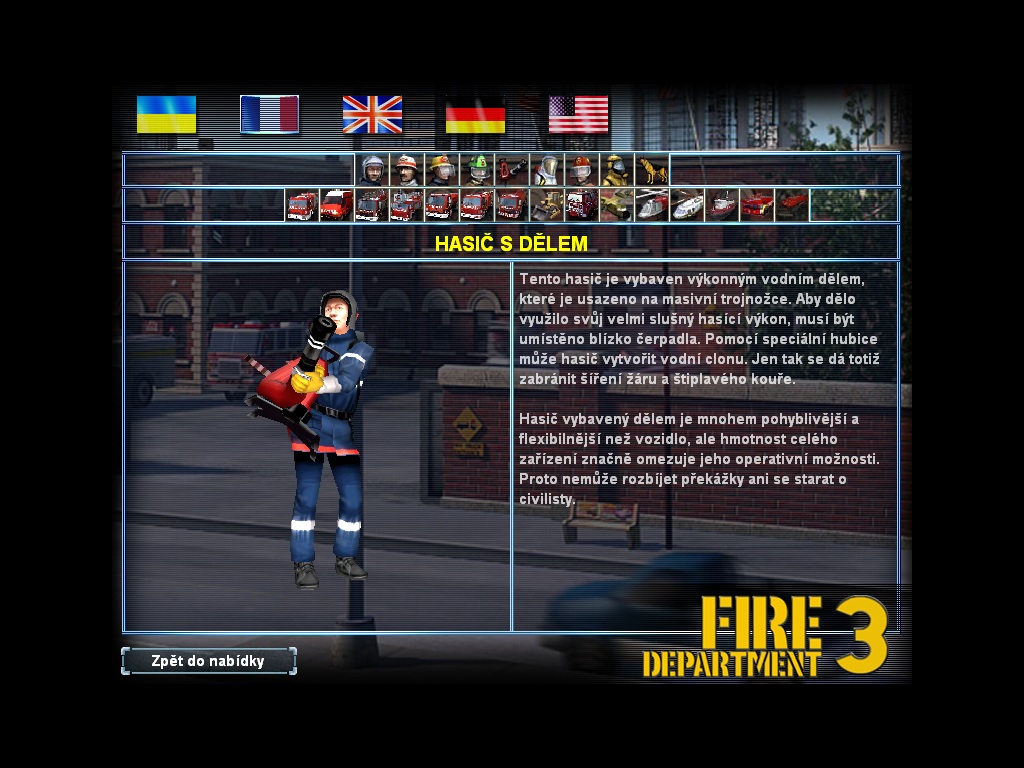 HASIČ S DĚLEM
Tento hasič je vybaven výkonným vodním dělem,
které je usazeno na masivní trojnožce. Aby dělo
využilo svůj velmi slušný hasící výkon, musí být
umístěno blízko čerpadla. Pomocí speciální hubice
může hasič vytvořit vodní clonu. Jen tak se dá totiž
zabránit šíření žáru a štiplavého kouře.
Hasič vybavený dělem je mnohem pohyblivější a
flexibilnější než vozidlo, ale hmotnost celého
zařízení značně omezuje jeho operativní možnosti.
Proto nemůže rozbíjet překážky ani se starat o
civilisty.
FIRE
DEPARTMENT 3
Zpět do nabídky